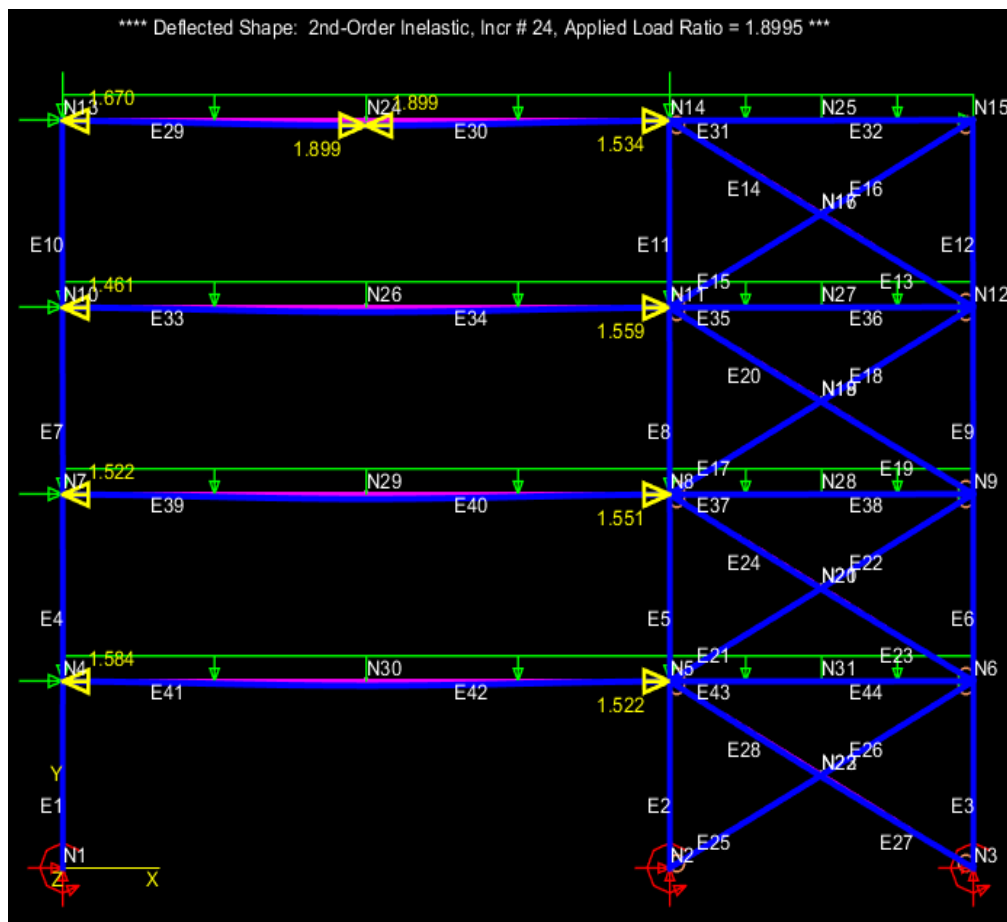 **** Deflected Shape: 2nd-Order Inelastic, Incr # 24, Applied Load Ratio = 1.8995 ***
1.670 1.899
N13 N24 N14 N25 N15
E29 E30 E31 E32
1.899 1.534
E14 E16
E10 E11 E12
E15 E13
1.461
N10 N26 N11 N27 N12
E33 E34 E35 E36
1.559
E20 E18
E7 E8 E9
E17 E19
1.522
N7 N29 N8 N28 N9
E39 E40 E37 E38
1.551
E24 E22
E4 E5 E6
E21 E23
1.584
N4 N30 N5 N31 N6
E41 E42 E43 E44
1.522
E28 E26
Y
E1 E2 E3
E25 E27
N1 N2 N3
Z X